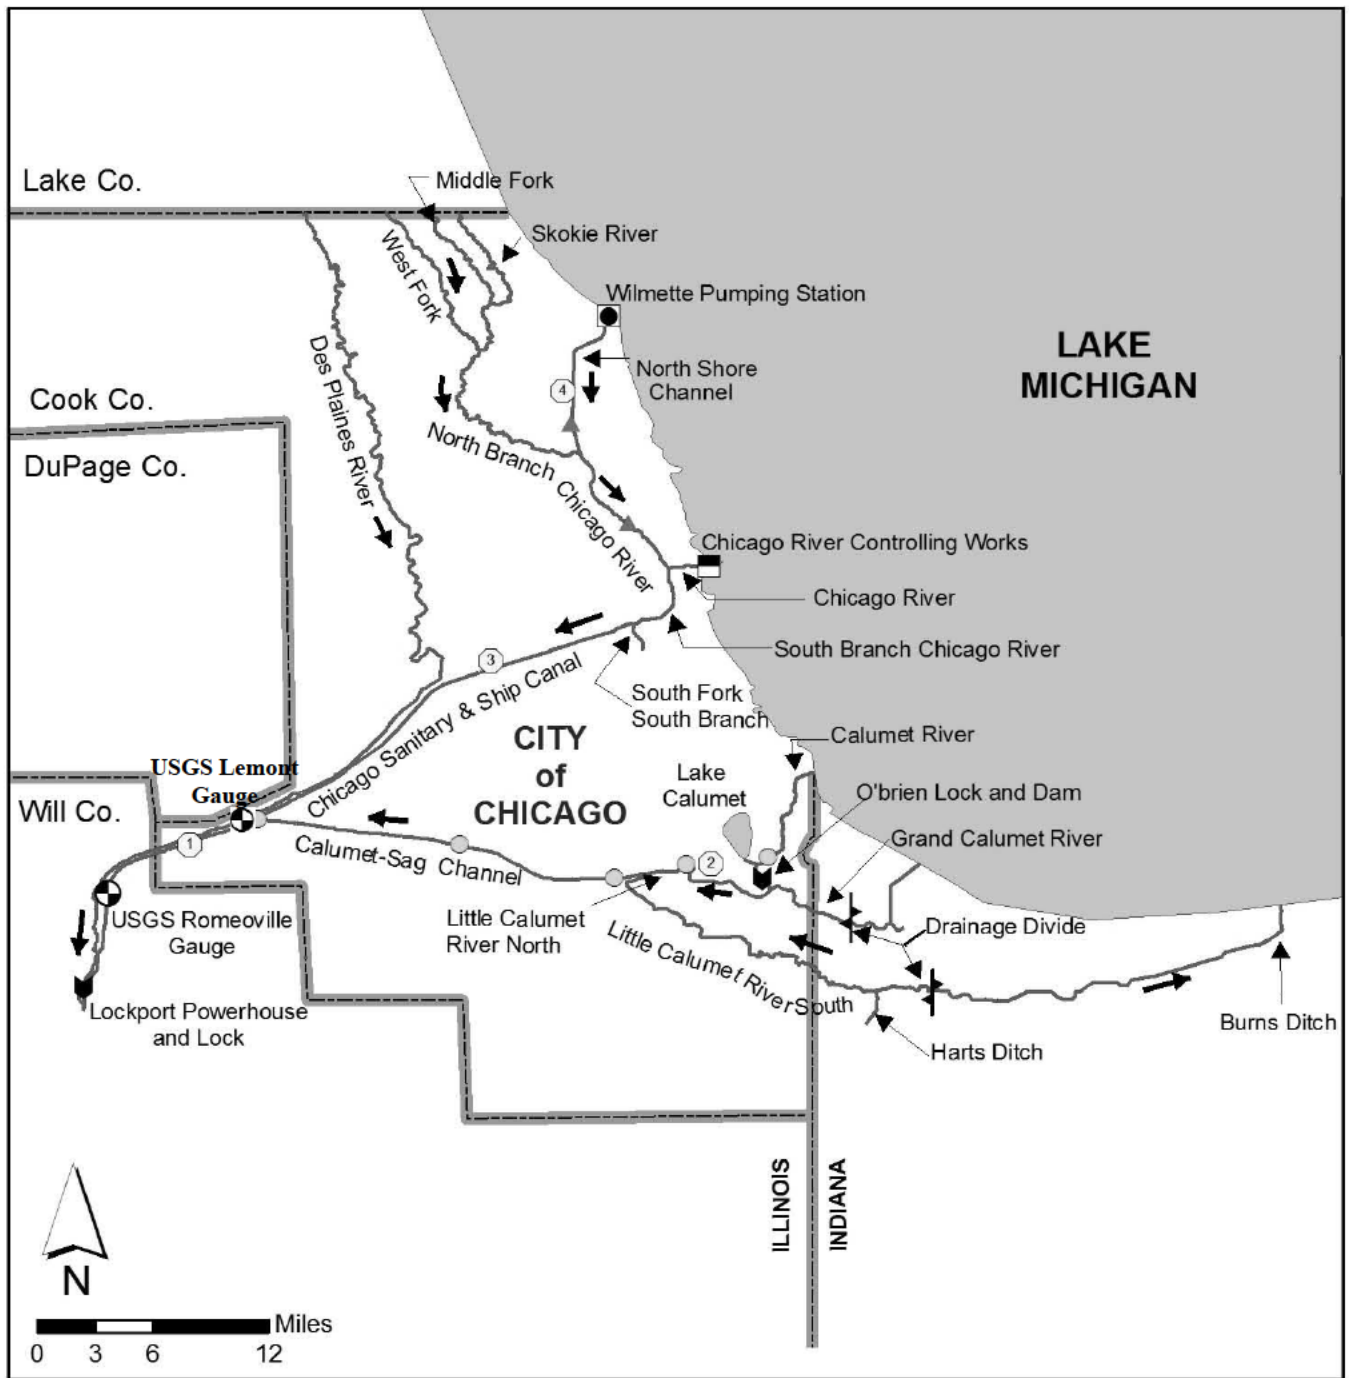 Lake Co.
Middle Fork
Skokie River
West Fork
Wilmette Pumping Station
LAKE
MICHIGAN
North Shore
Channel
4
Des Plaines River
Cook Co.
DuPage Co.
North Branch Chicago River
Chicago River Controlling Works
Chicago River
South Branch Chicago River
3
South Fork
South Branch
Chicago Sanitary & Ship Canal
CITY
of
CHICAGO
Calumet River
Lake
Calumet
O'brien Lock and Dam
Grand Calumet River
USGS Lemont
Gauge
Will Co.
1
Calumet-Sag Channel
2
Little Calumet
River North
Drainage Divide
USGS Romeoville
Gauge
Little Calumet River South
Lockport Powerhouse
and Lock
Burns Ditch
Harts Ditch
ILLINOIS
INDIANA
N
Miles
0 3 6 12